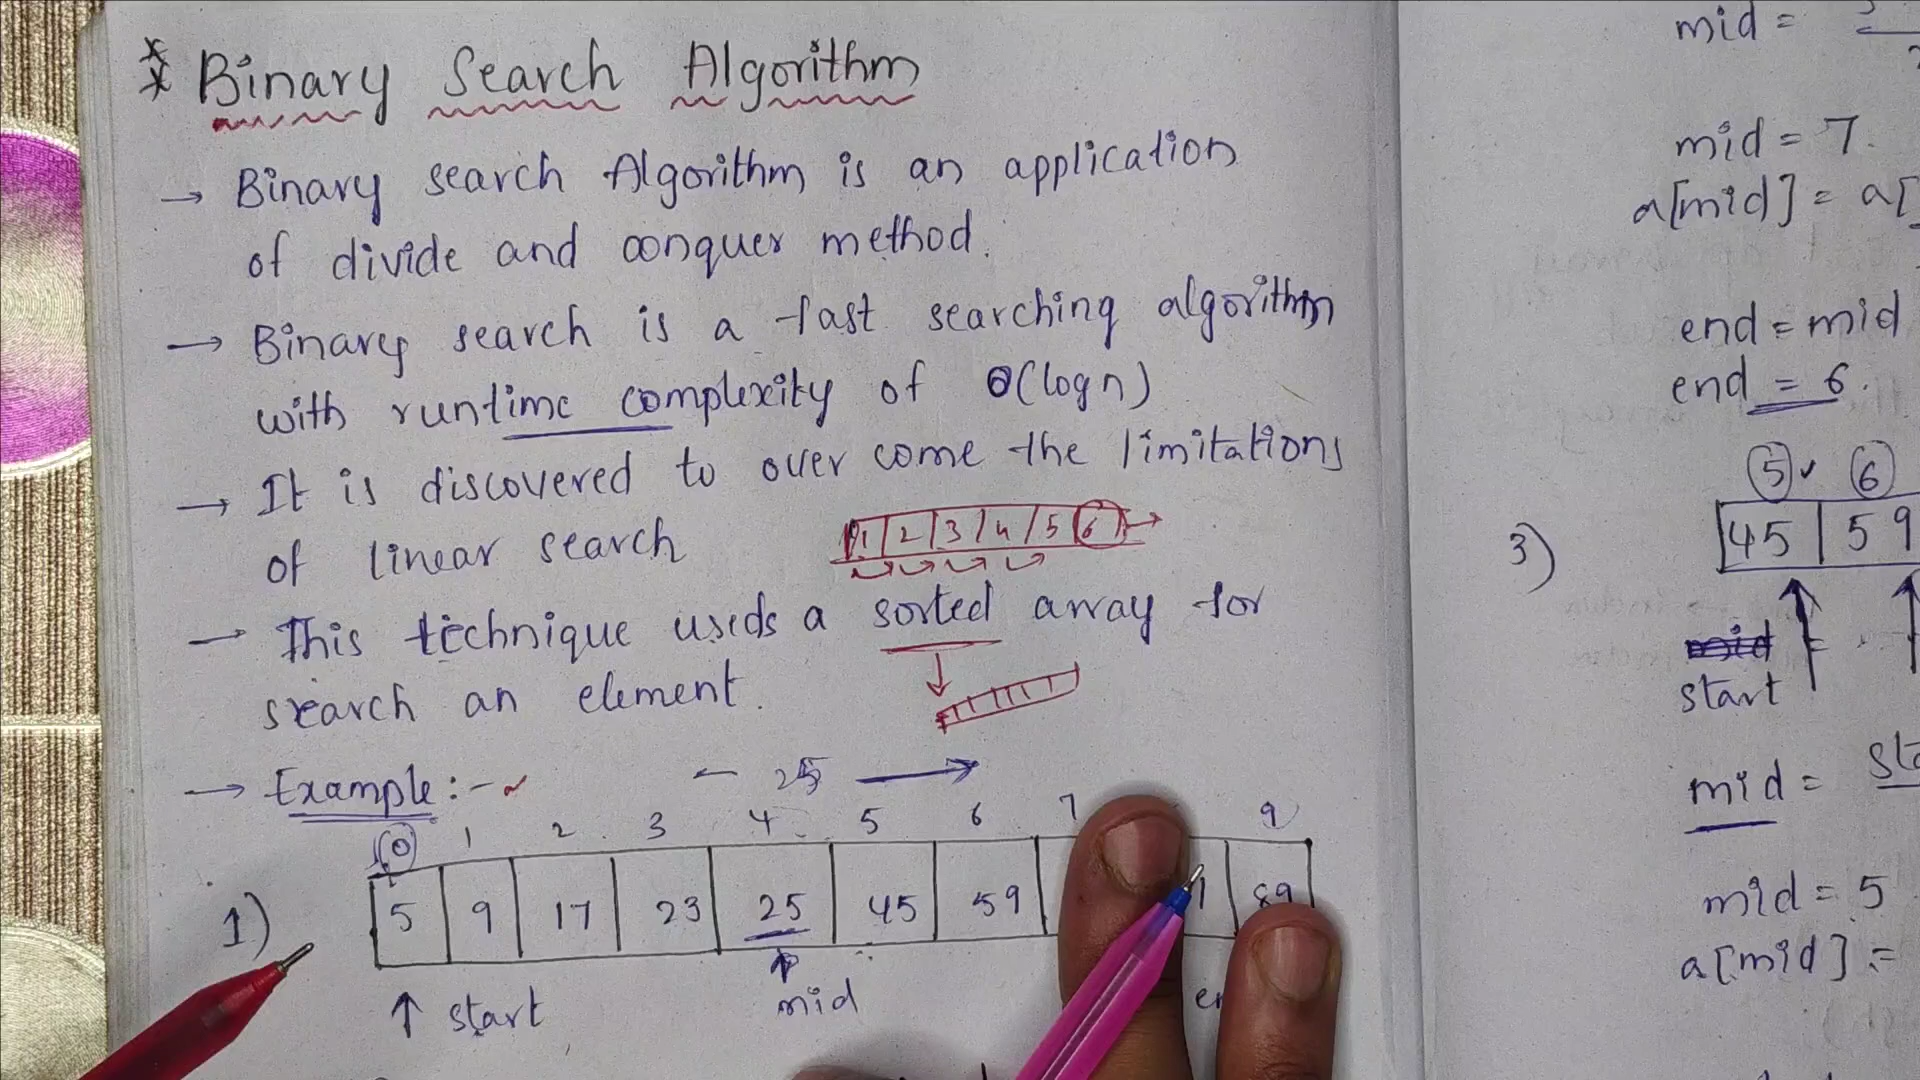 * Binary Search Algorithm
→ Binary search Algorithm is an application
of divide and conquer method.
→ Binary search is a fast searching algorithm
with runtime complexity of O(log n)
→ It is discovered to over come the limitations
of linear search
1 2 3 4 5 6
→ This technique useds a sorted array for
search an element.
→ Example :-
← 25 →
0 1 2 3 4 5 6 7 9
1) 5 9 17 23 25 45 59 89
↑ start
mid
mid =
mid = 7.
a[mid] = a[
end = mid
end = 6.
5 6
3) 45 59
start
mid =
mid = 5
a[mid] =